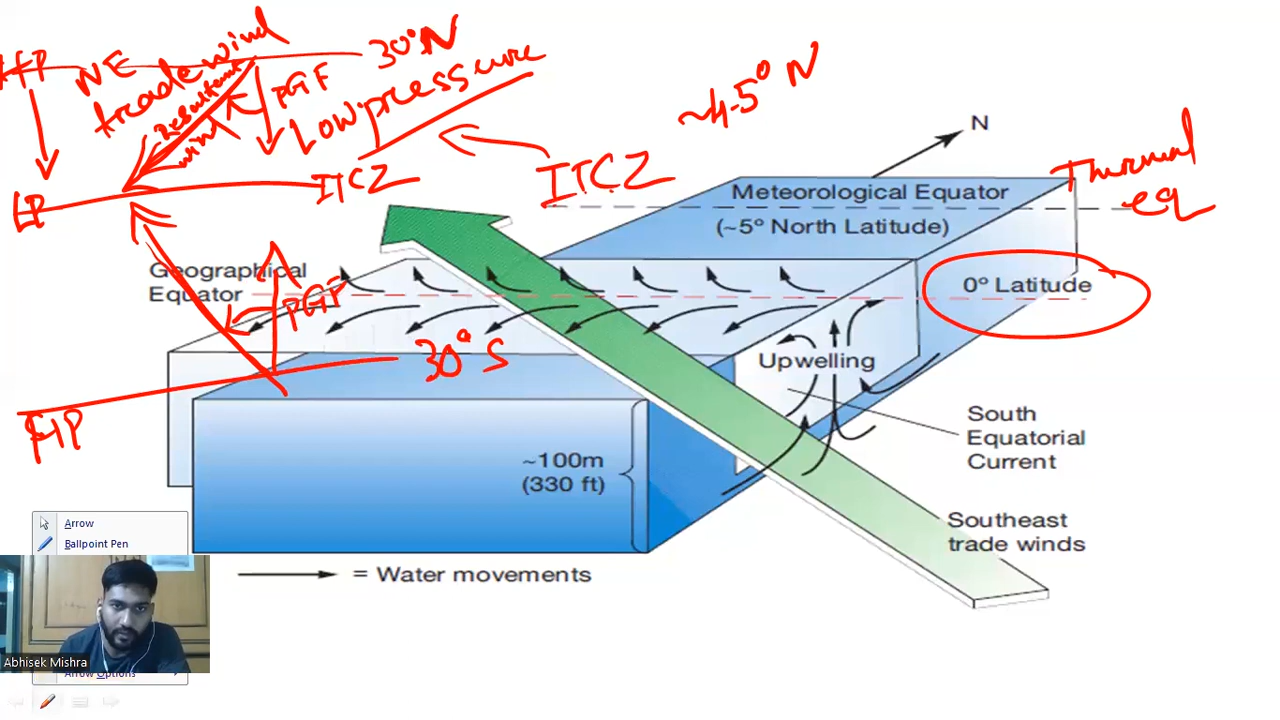 HP
NE
trade wind
30°N
PGF
Resultant
wind
Low pressure
~4-5° N
N
LP
ITCZ
ITCZ
Thermal
eq
Meteorological Equator
(~5° North Latitude)
Geographical
Equator
0° Latitude
PGF
30° S
Upwelling
HP
South
Equatorial
Current
~100m
(330 ft)
Southeast
trade winds
Arrow
Ballpoint Pen
= Water movements
Abhisek Mishra
Arrow Options